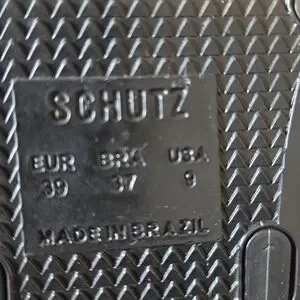 SCHUTZ
EUR BRA USA
39 37 9
MADE IN BRAZIL